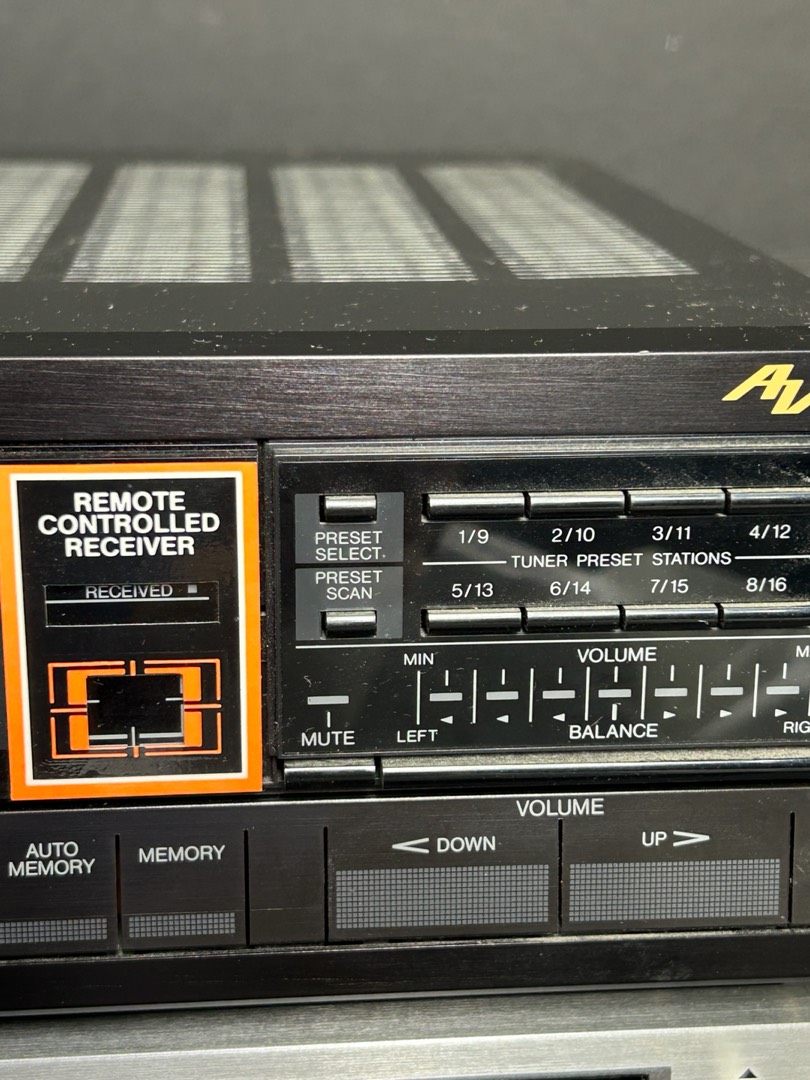 AV
REMOTE
CONTROLLED
RECEIVER
RECEIVED
PRESET
SELECT
PRESET
SCAN
1/9 2/10 3/11 4/12
TUNER PRESET STATIONS
5/13 6/14 7/15 8/16
MIN VOLUME
MUTE LEFT BALANCE
VOLUME
AUTO
MEMORY
MEMORY
< DOWN
UP >